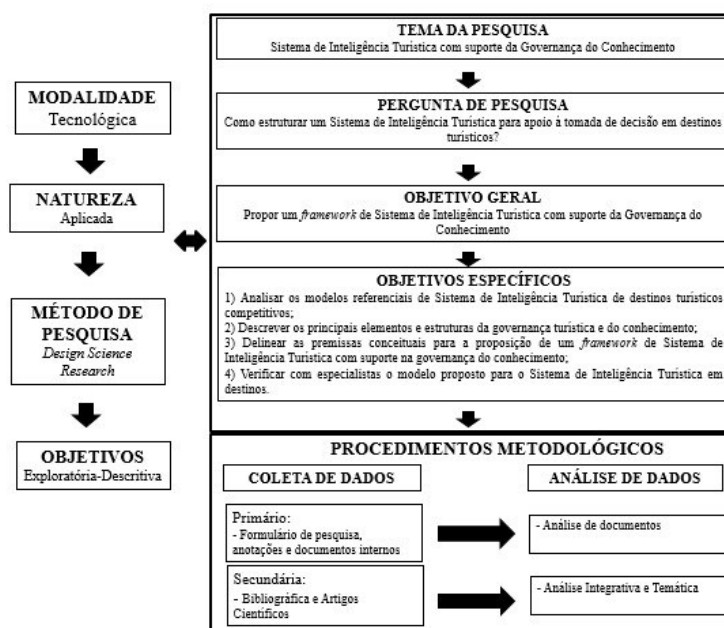 MODALIDADE
Tecnológica
NATUREZA
Aplicada
MÉTODO DE
PESQUISA
Design Science
Research
OBJETIVOS
Exploratória-Descritiva
TEMA DA PESQUISA
Sistema de Inteligência Turística com suporte da Governança do Conhecimento
PERGUNTA DE PESQUISA
Como estruturar um Sistema de Inteligência Turística para apoio à tomada de decisão em destinos
turísticos?
OBJETIVO GERAL
Propor um framework de Sistema de Inteligência Turística com suporte da Governança do
Conhecimento
OBJETIVOS ESPECÍFICOS
1) Analisar os modelos referenciais de Sistema de Inteligência Turística de destinos turísticos
competitivos;
2) Descrever os principais elementos e estruturas da governança turística e do conhecimento;
3) Delinear as premissas conceituais para a proposição de um framework de Sistema de
Inteligência Turística com suporte na governança do conhecimento;
4) Verificar com especialistas o modelo proposto para o Sistema de Inteligência Turística em
destinos.
PROCEDIMENTOS METODOLÓGICOS
COLETA DE DADOS
Primário:
- Formulário de pesquisa,
anotações e documentos internos
Secundária:
- Bibliográfica e Artigos
Científicos
ANÁLISE DE DADOS
- Análise de documentos
- Análise Integrativa e Temática